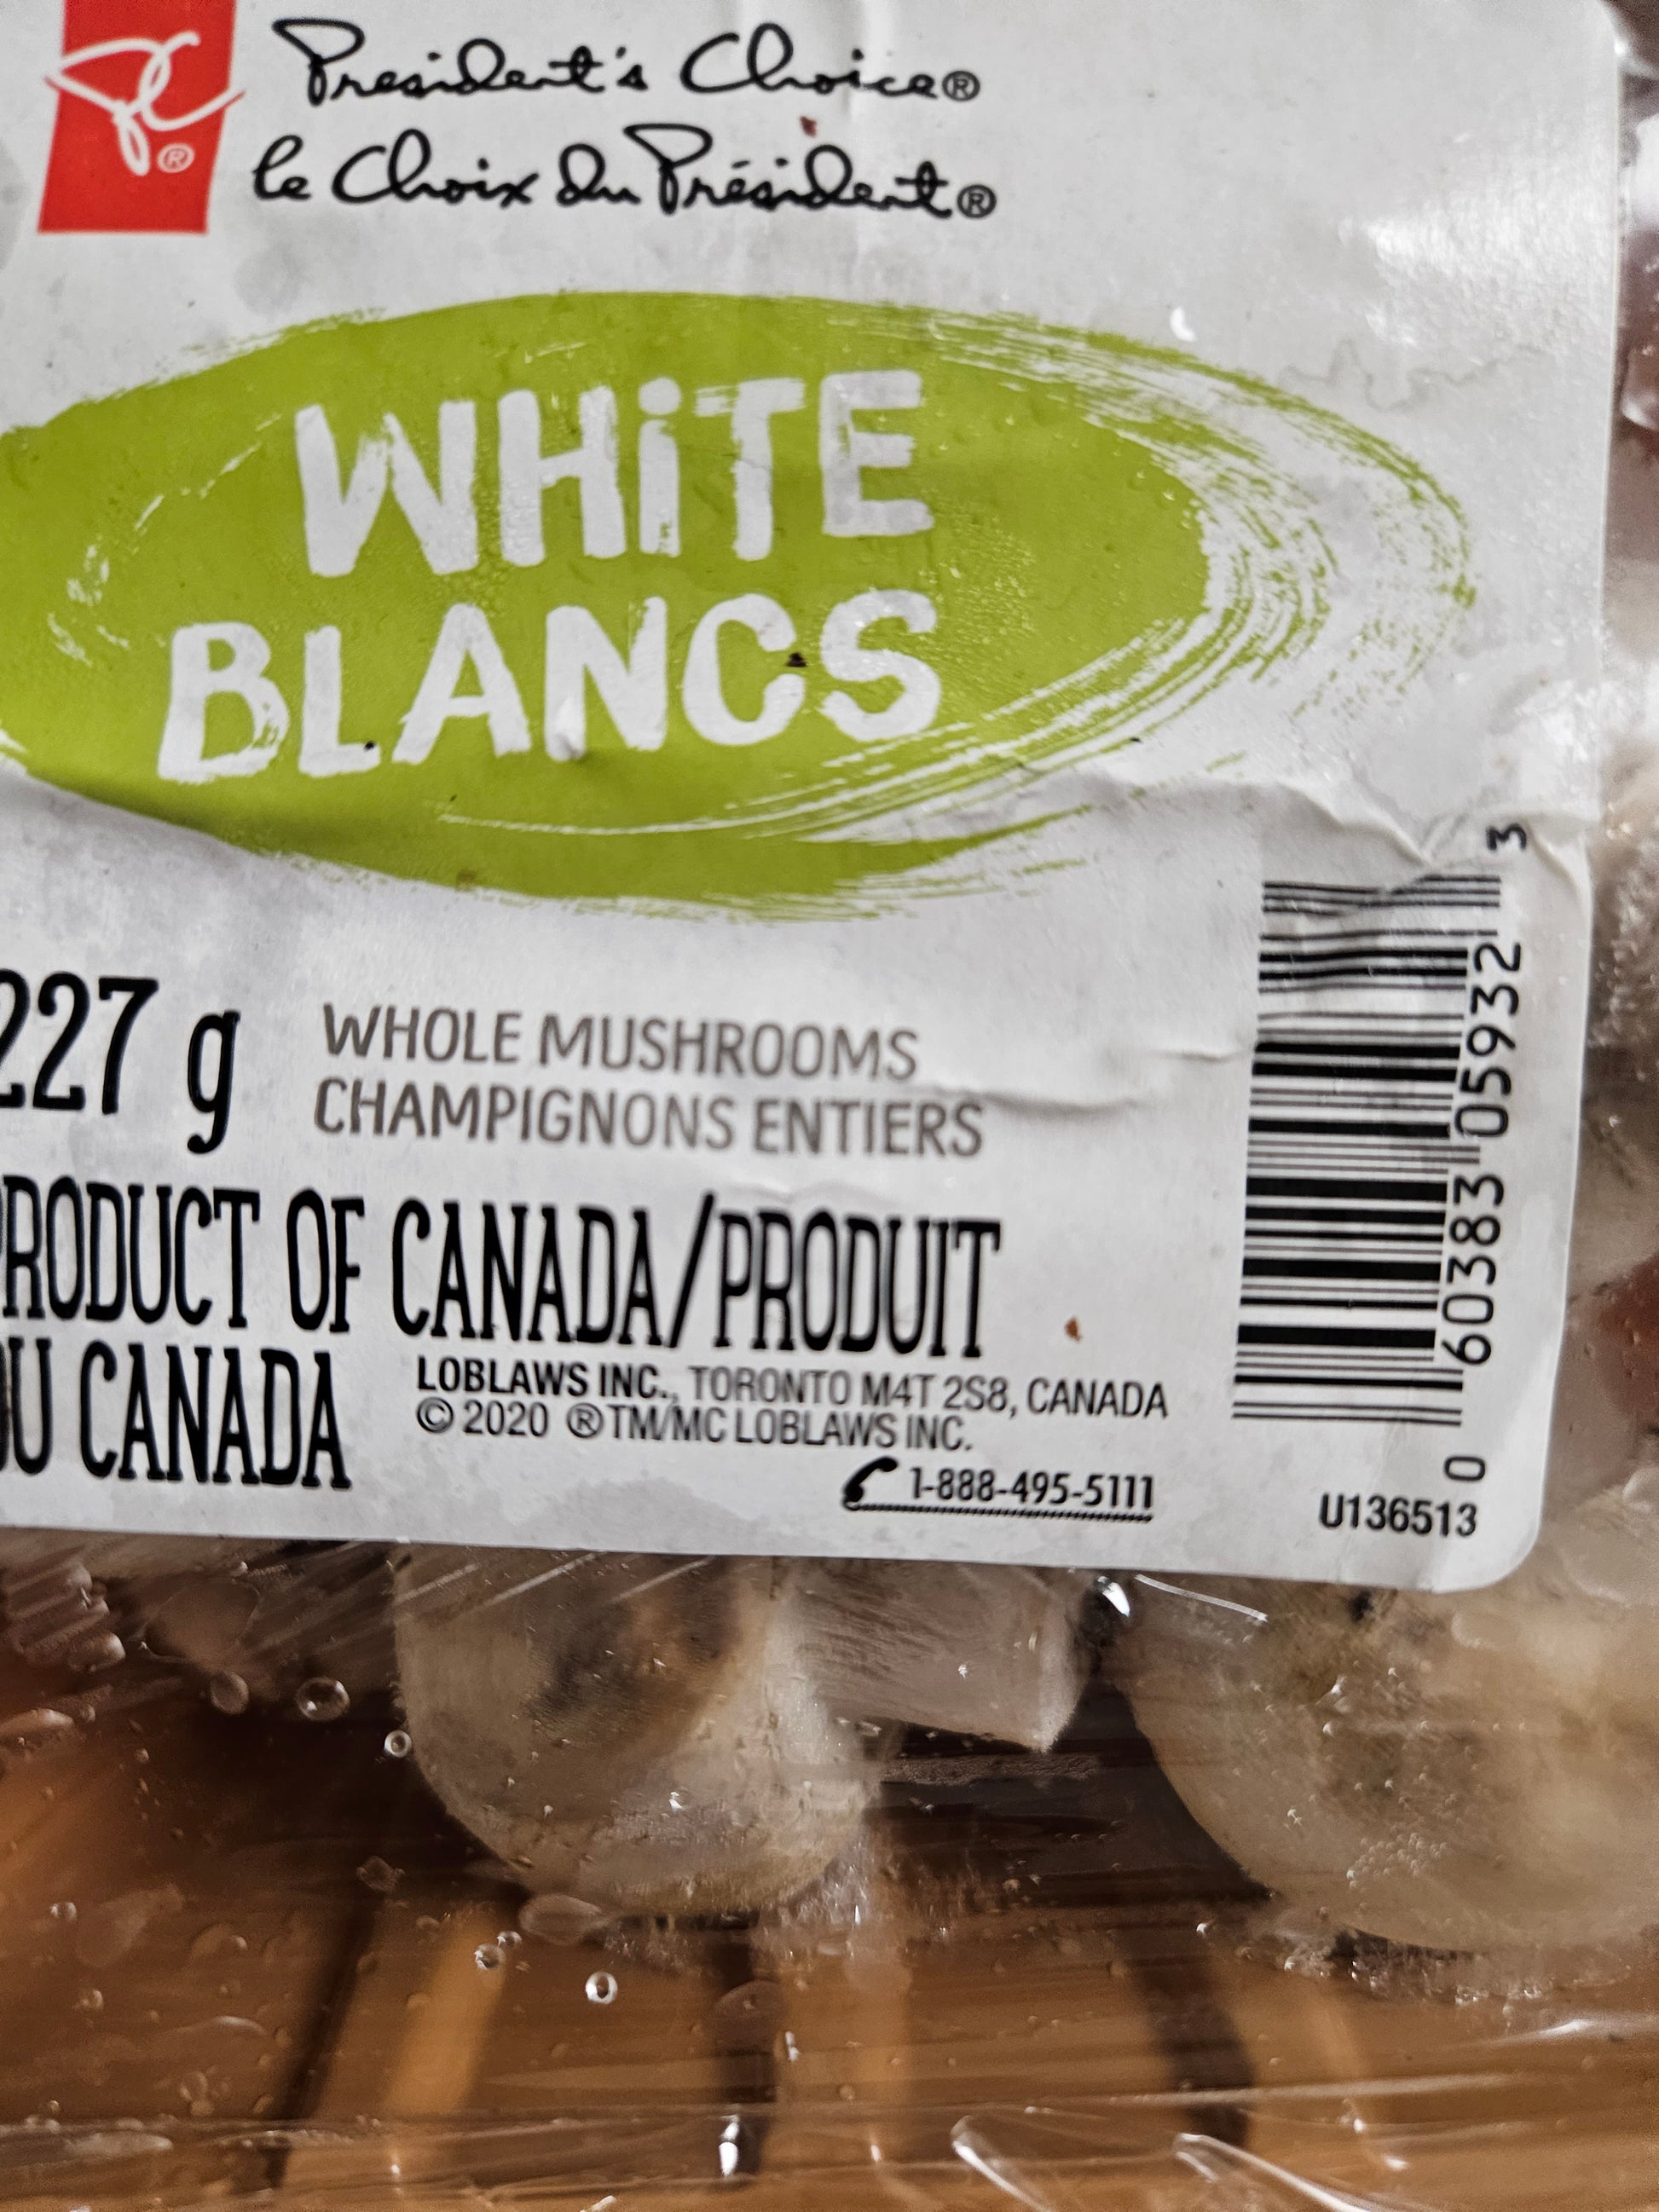 President's Choice®
le Choix du Président®
PC®
WHITE
BLANCS
227 g
WHOLE MUSHROOMS
CHAMPIGNONS ENTIERS
PRODUCT OF CANADA/PRODUIT
DU CANADA
LOBLAWS INC., TORONTO M4T 2S8, CANADA
© 2020 ®TM/MC LOBLAWS INC.
1-888-495-5111
0 60383 05932 3
U136513